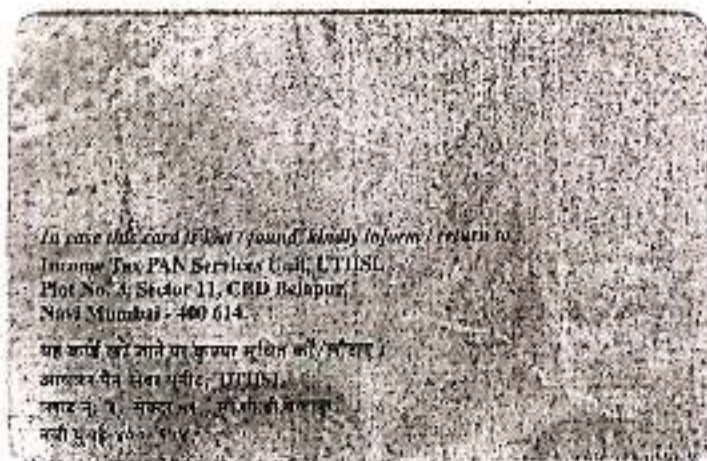 In case this card is lost / found, kindly inform / return to
Income Tax PAN Services Unit, UTIISL
Plot No. 3, Sector 11, CBD Belapur,
Navi Mumbai - 400 614.
यह कार्ड खो जाने पर कृपया सूचित करें / लौटाएं
आयकर पैन सेवा यूनीट, UTIISL
प्लाट नं
नवी मुंबई